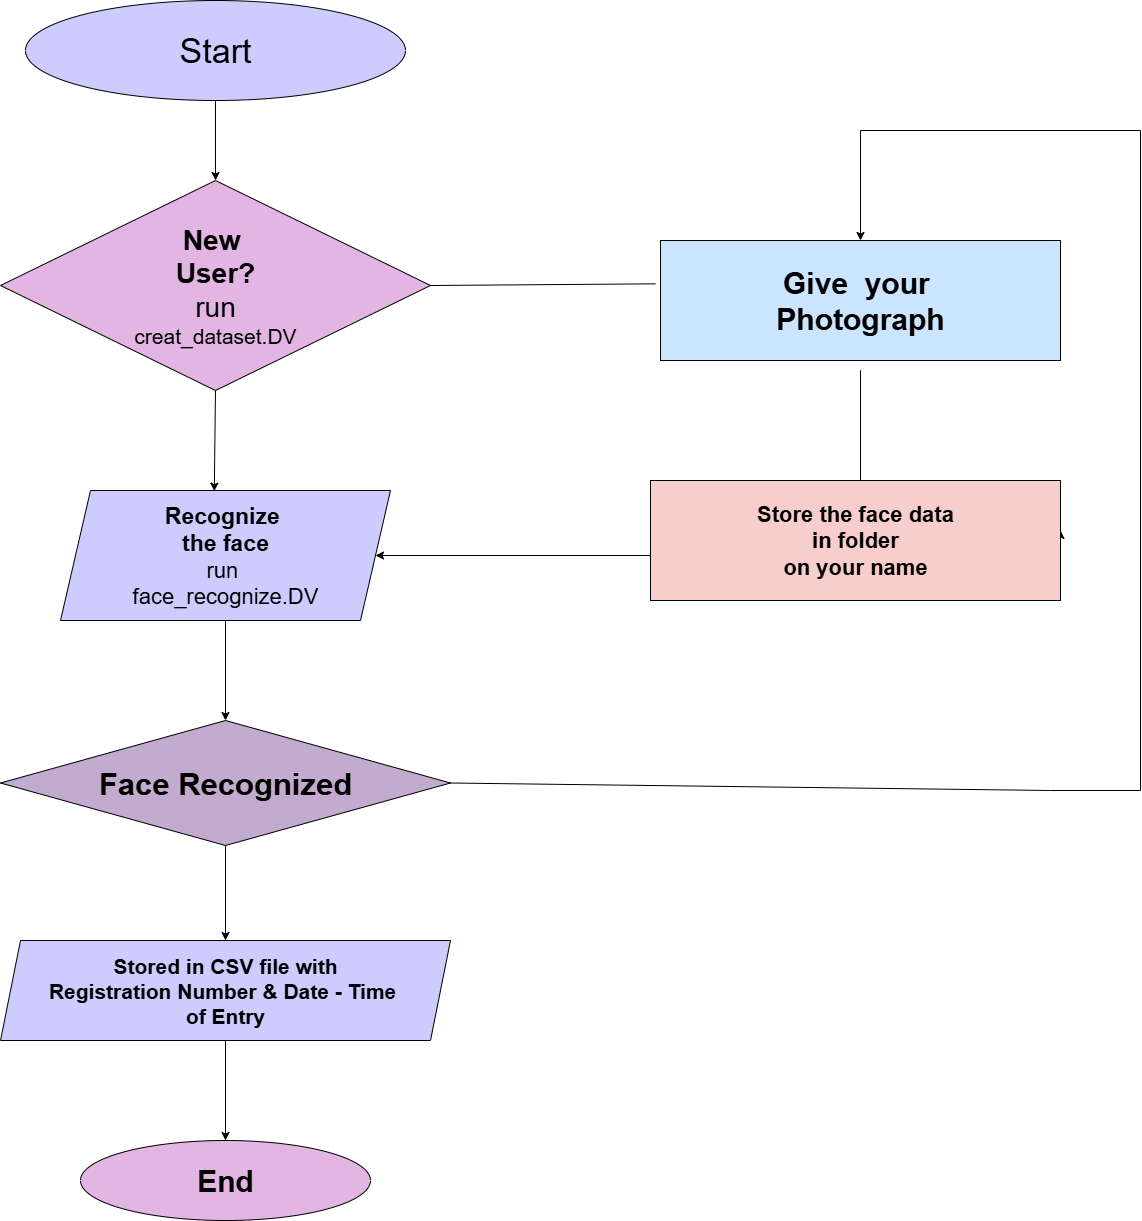 Start
New
User?
run
creat_dataset.DV
Give your
Photograph
Recognize
the face
run
face_recognize.DV
Store the face data
in folder
on your name
Face Recognized
Stored in CSV file with
Registration Number & Date - Time
of Entry
End